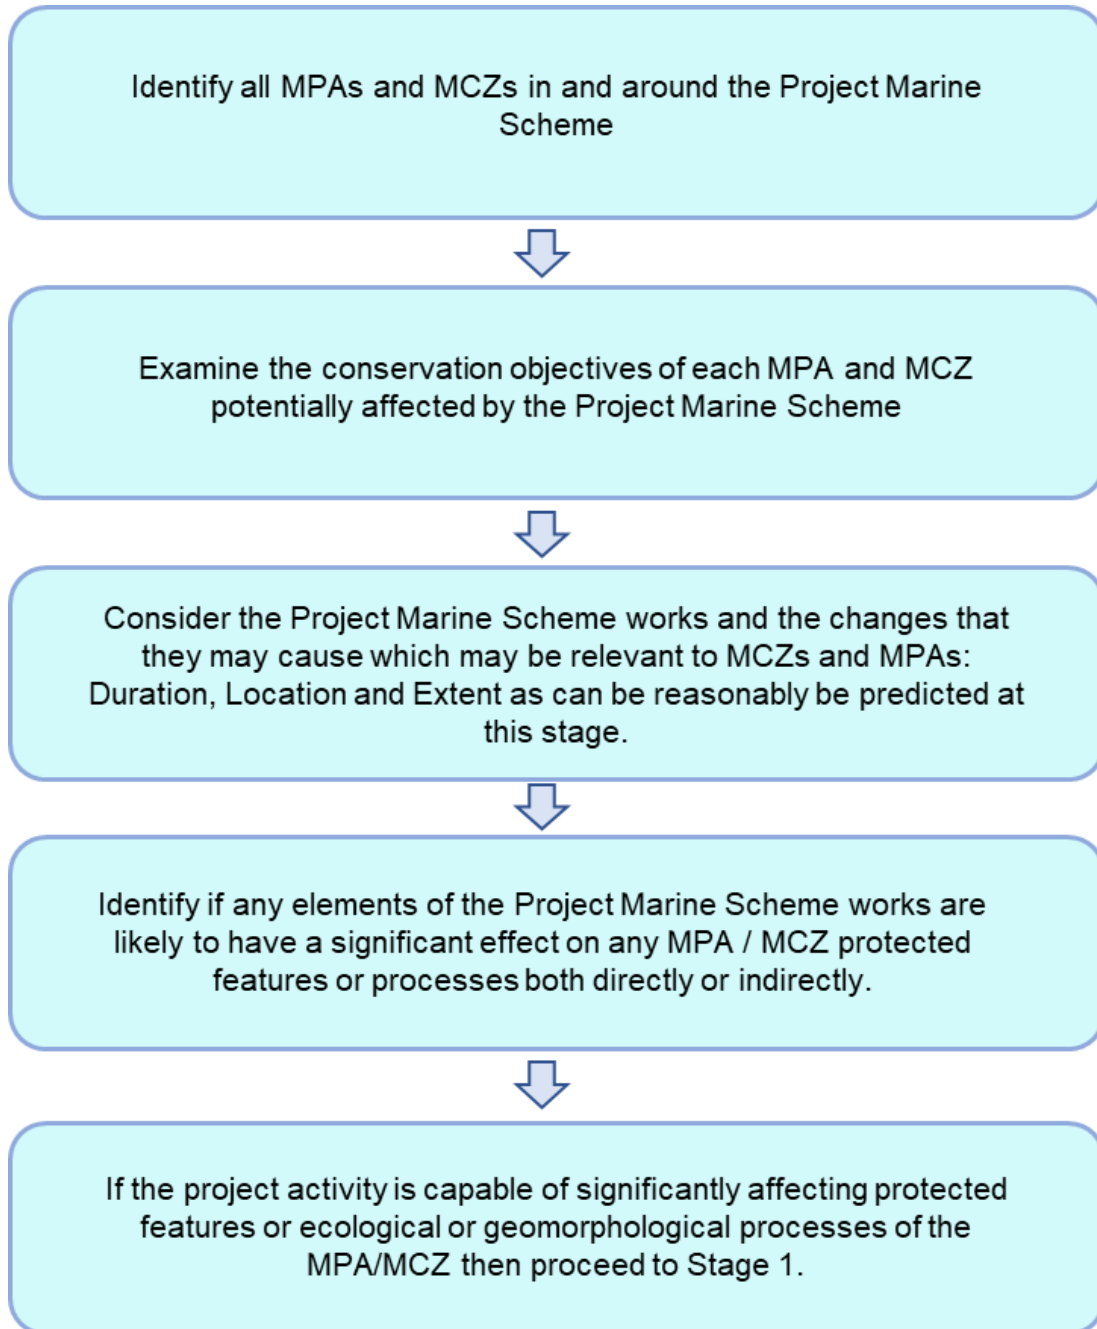 Identify all MPAs and MCZs in and around the Project Marine
Scheme
Examine the conservation objectives of each MPA and MCZ
potentially affected by the Project Marine Scheme
Consider the Project Marine Scheme works and the changes that
they may cause which may be relevant to MCZs and MPAs:
Duration, Location and Extent as can be reasonably be predicted at
this stage.
Identify if any elements of the Project Marine Scheme works are
likely to have a significant effect on any MPA / MCZ protected
features or processes both directly or indirectly.
If the project activity is capable of significantly affecting protected
features or ecological or geomorphological processes of the
MPA/MCZ then proceed to Stage 1.